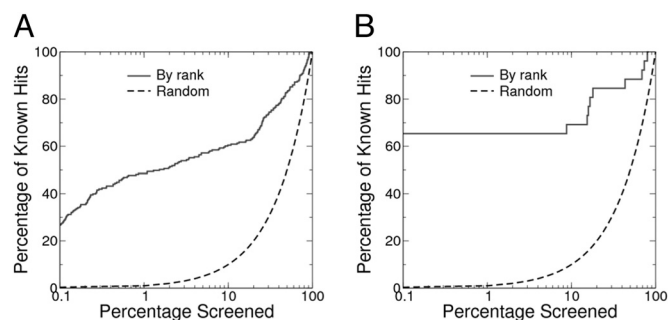 A
100
80
60
40
20
0
0.1
1
10
100
Percentage of Known Hits
Percentage Screened
By rank
Random
B
100
80
60
40
20
0
0.1
1
10
100
Percentage of Known Hits
Percentage Screened
By rank
Random